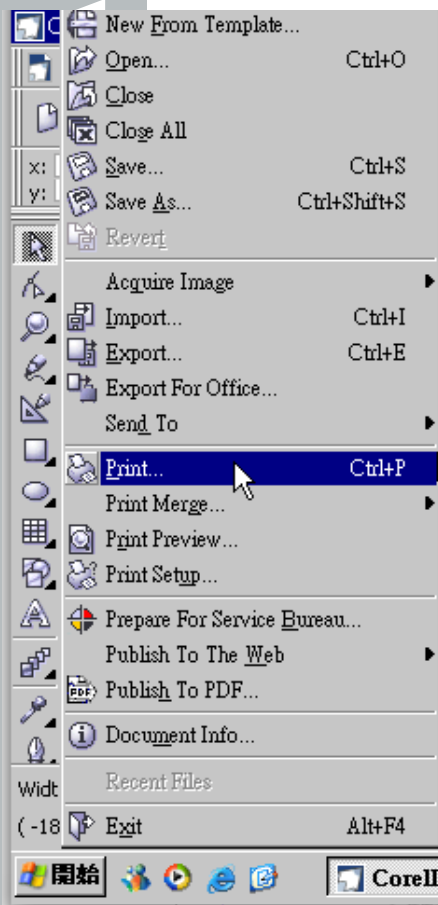 New From Template...
Open... Ctrl+O
Close
Close All
x:
Save... Ctrl+S
y:
Save As... Ctrl+Shift+S
Revert
Acquire Image
Import... Ctrl+I
Export... Ctrl+E
Export For Office...
Send To
Print... Ctrl+P
Print Merge...
Print Preview...
Print Setup...
Prepare For Service Bureau...
Publish To The Web
PDF Publish To PDF...
Document Info...
Widt Recent Files
( -18 Exit Alt+F4
開始 Corel